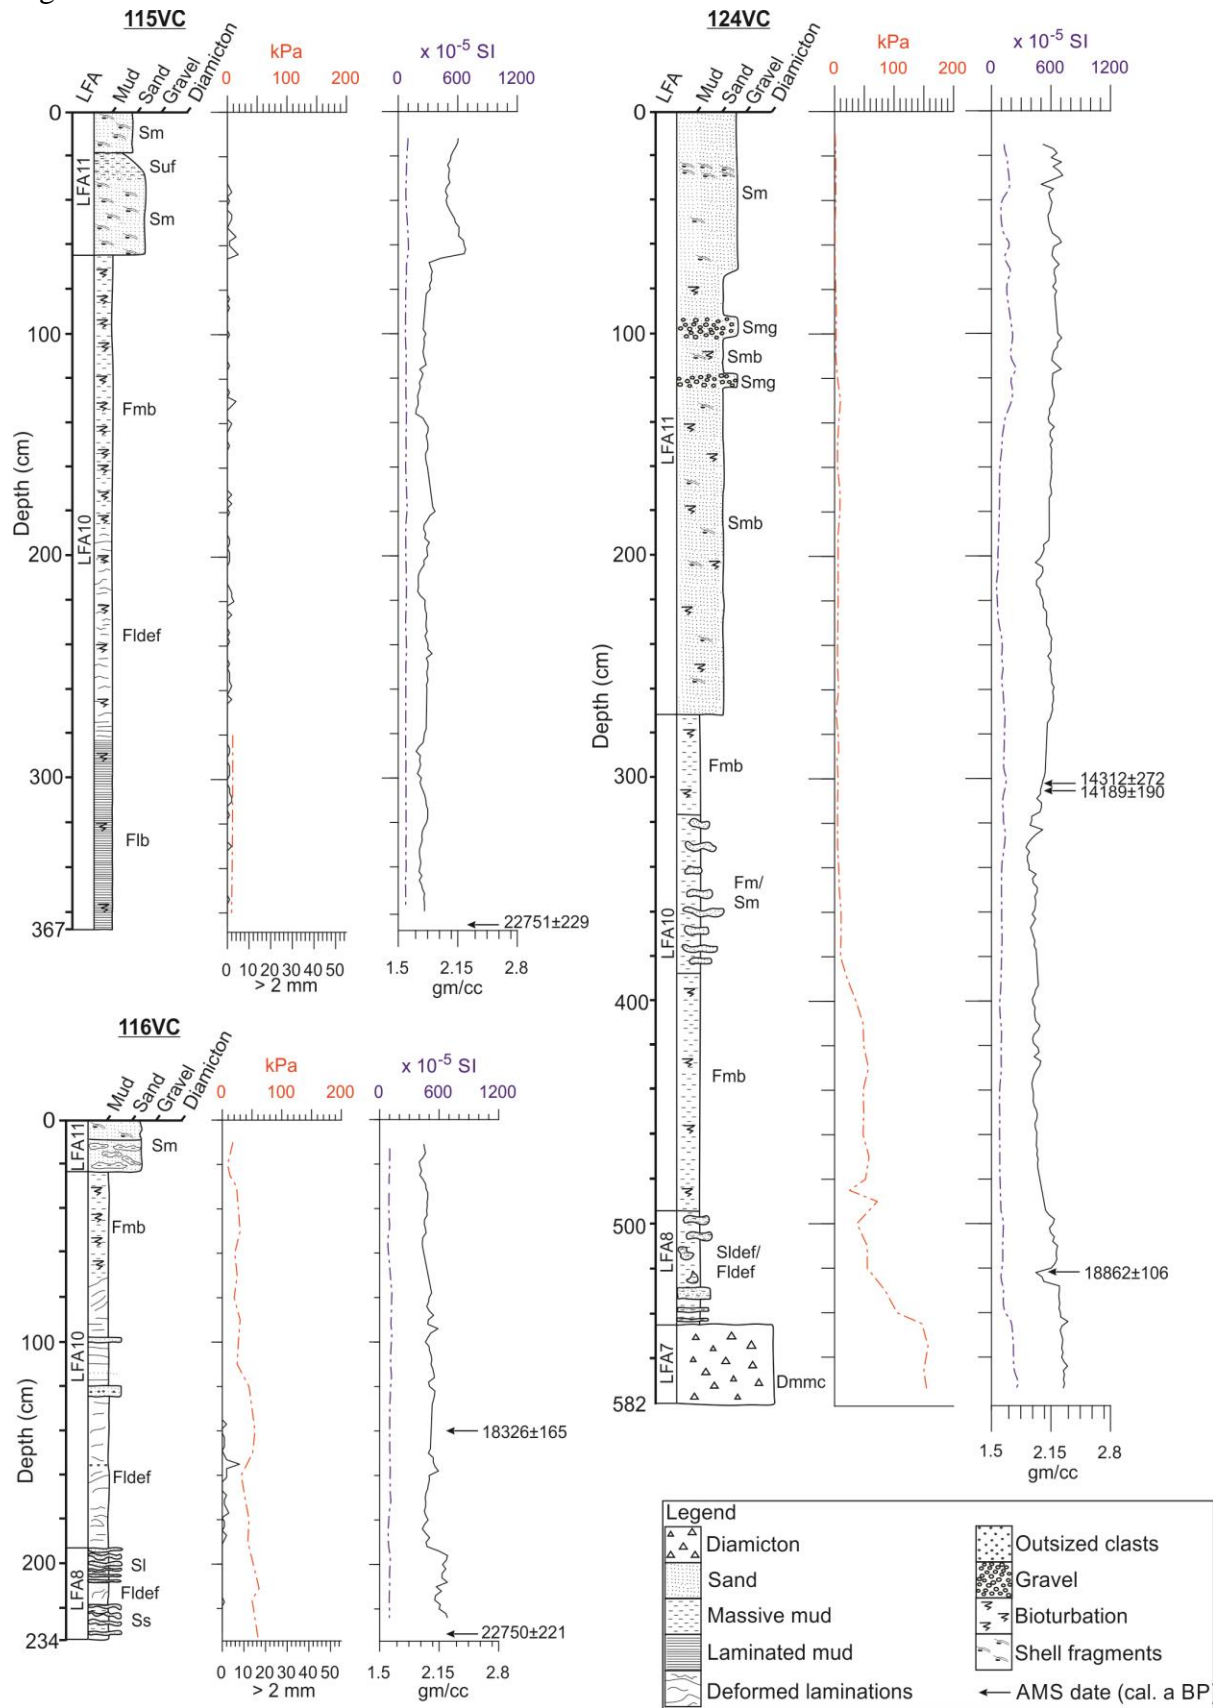 115VC
LFA
Mud
Sand
Gravel
Diamicton
kPa
0 100 200
x 10-5 SI
0 600 1200
Depth (cm)
0
100
200
300
367
LFA11
LFA10
Sm
Suf
Sm
Fmb
Fldef
Flb
22751±229
0 10 20 30 40 50
> 2 mm
1.5 2.15 2.8
gm/cc
116VC
Mud
Sand
Gravel
Diamicton
kPa
0 100 200
x 10-5 SI
0 600 1200
Depth (cm)
0
100
200
234
LFA11
LFA10
LFA8
Sm
Fmb
Fldef
Sl
Fldef
Ss
18326±165
22750±221
0 10 20 30 40 50
> 2 mm
1.5 2.15 2.8
gm/cc
124VC
LFA
Mud
Sand
Gravel
Diamicton
kPa
0 100 200
x 10-5 SI
0 600 1200
Depth (cm)
0
100
200
300
400
500
582
LFA11
LFA10
LFA8
LFA7
Sm
Smg
Smb
Smg
Smb
Fmb
Fm/
Sm
Fmb
Sldef/
Fldef
Dmmc
14312±272
14189±190
18862±106
1.5 2.15 2.8
gm/cc
Legend
Diamicton
Sand
Massive mud
Laminated mud
Deformed laminations
Outsized clasts
Gravel
Bioturbation
Shell fragments
AMS date (cal. a BP)